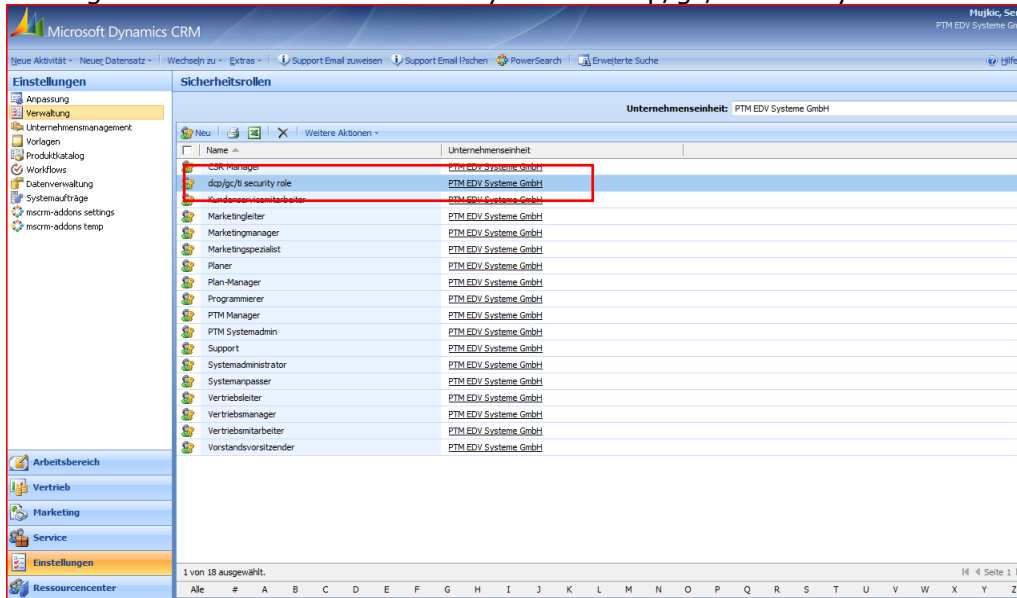 Mujkic, Se
Microsoft Dynamics CRM
PTM EDV Systeme G
Neue Aktivität Neuer Datensatz Wechseln zu Extras Support Email zuweisen Support Email l?schen PowerSearch Erweiterte Suche Hilfe
Einstellungen
Sicherheitsrollen
Anpassung
Verwaltung
Unternehmensmanagement
Vorlagen
Produktkatalog
Workflows
Datenverwaltung
Systemaufträge
mscrm-addons settings
mscrm-addons temp
Unternehmenseinheit: PTM EDV Systeme GmbH
Neu Weitere Aktionen
Name Unternehmenseinheit
CSR Manager PTM EDV Systeme GmbH
dcp/gc/ti security role PTM EDV Systeme GmbH
Kundenservicemitarbeiter PTM EDV Systeme GmbH
Marketingleiter PTM EDV Systeme GmbH
Marketingmanager PTM EDV Systeme GmbH
Marketingspezialist PTM EDV Systeme GmbH
Planer PTM EDV Systeme GmbH
Plan-Manager PTM EDV Systeme GmbH
Programmierer PTM EDV Systeme GmbH
PTM Manager PTM EDV Systeme GmbH
PTM Systemadmin PTM EDV Systeme GmbH
Support PTM EDV Systeme GmbH
Systemadministrator PTM EDV Systeme GmbH
Systemanpasser PTM EDV Systeme GmbH
Vertriebsleiter PTM EDV Systeme GmbH
Vertriebsmanager PTM EDV Systeme GmbH
Vertriebsmitarbeiter PTM EDV Systeme GmbH
Vorstandsvorsitzender PTM EDV Systeme GmbH
Arbeitsbereich
Vertrieb
Marketing
Service
Einstellungen
Ressourcencenter
1 von 18 ausgewählt. Seite 1
Alle # A B C D E F G H I J K L M N O P Q R S T U V W X Y Z